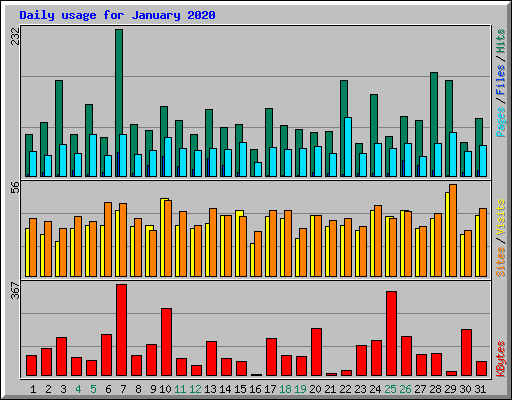 Daily usage for January 2020
232
Pages / Files / Hits
56
Sites / Visits
367
KBytes
1 2 3 4 5 6 7 8 9 10 11 12 13 14 15 16 17 18 19 20 21 22 23 24 25 26 27 28 29 30 31